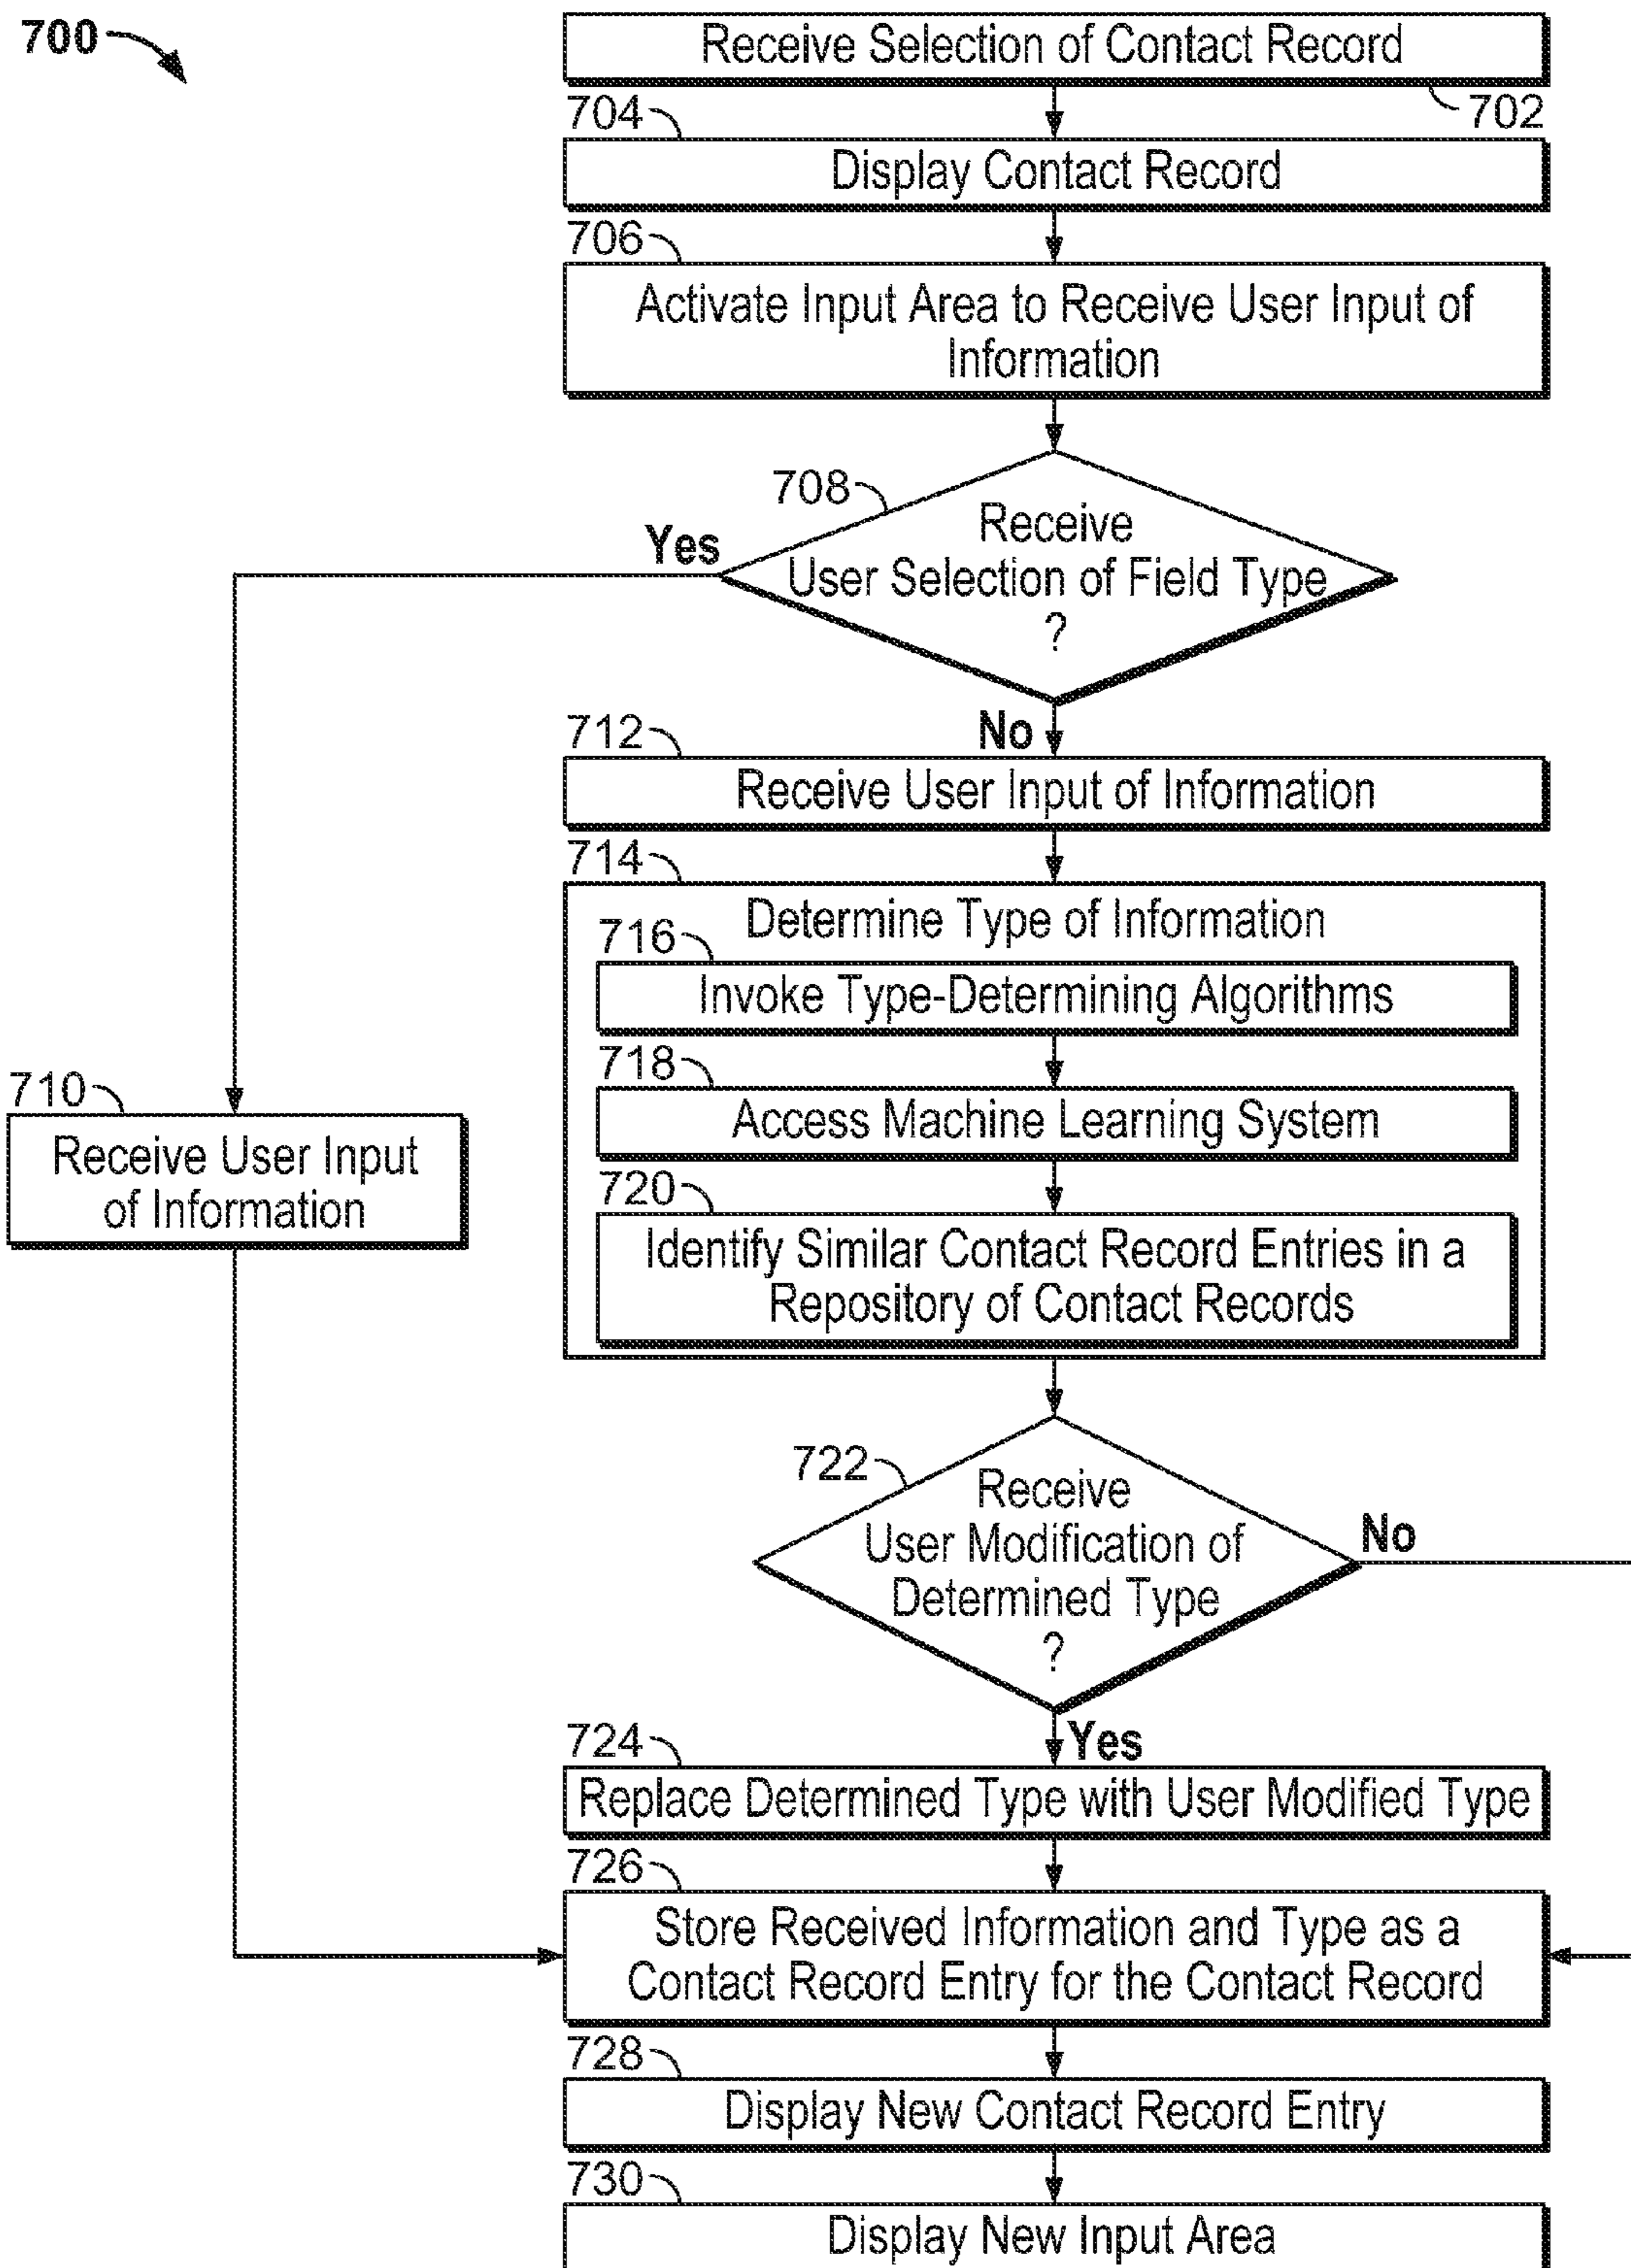 700
Receive Selection of Contact Record
702
704
Display Contact Record
706
Activate Input Area to Receive User Input of
Information
708
Receive
User Selection of Field Type
?
Yes
No
712
Receive User Input of Information
714
Determine Type of Information
716
Invoke Type-Determining Algorithms
718
Access Machine Learning System
710
Receive User Input
of Information
720
Identify Similar Contact Record Entries in a
Repository of Contact Records
722
Receive
User Modification of
Determined Type
?
No
Yes
724
Replace Determined Type with User Modified Type
726
Store Received Information and Type as a
Contact Record Entry for the Contact Record
728
Display New Contact Record Entry
730
Display New Input Area